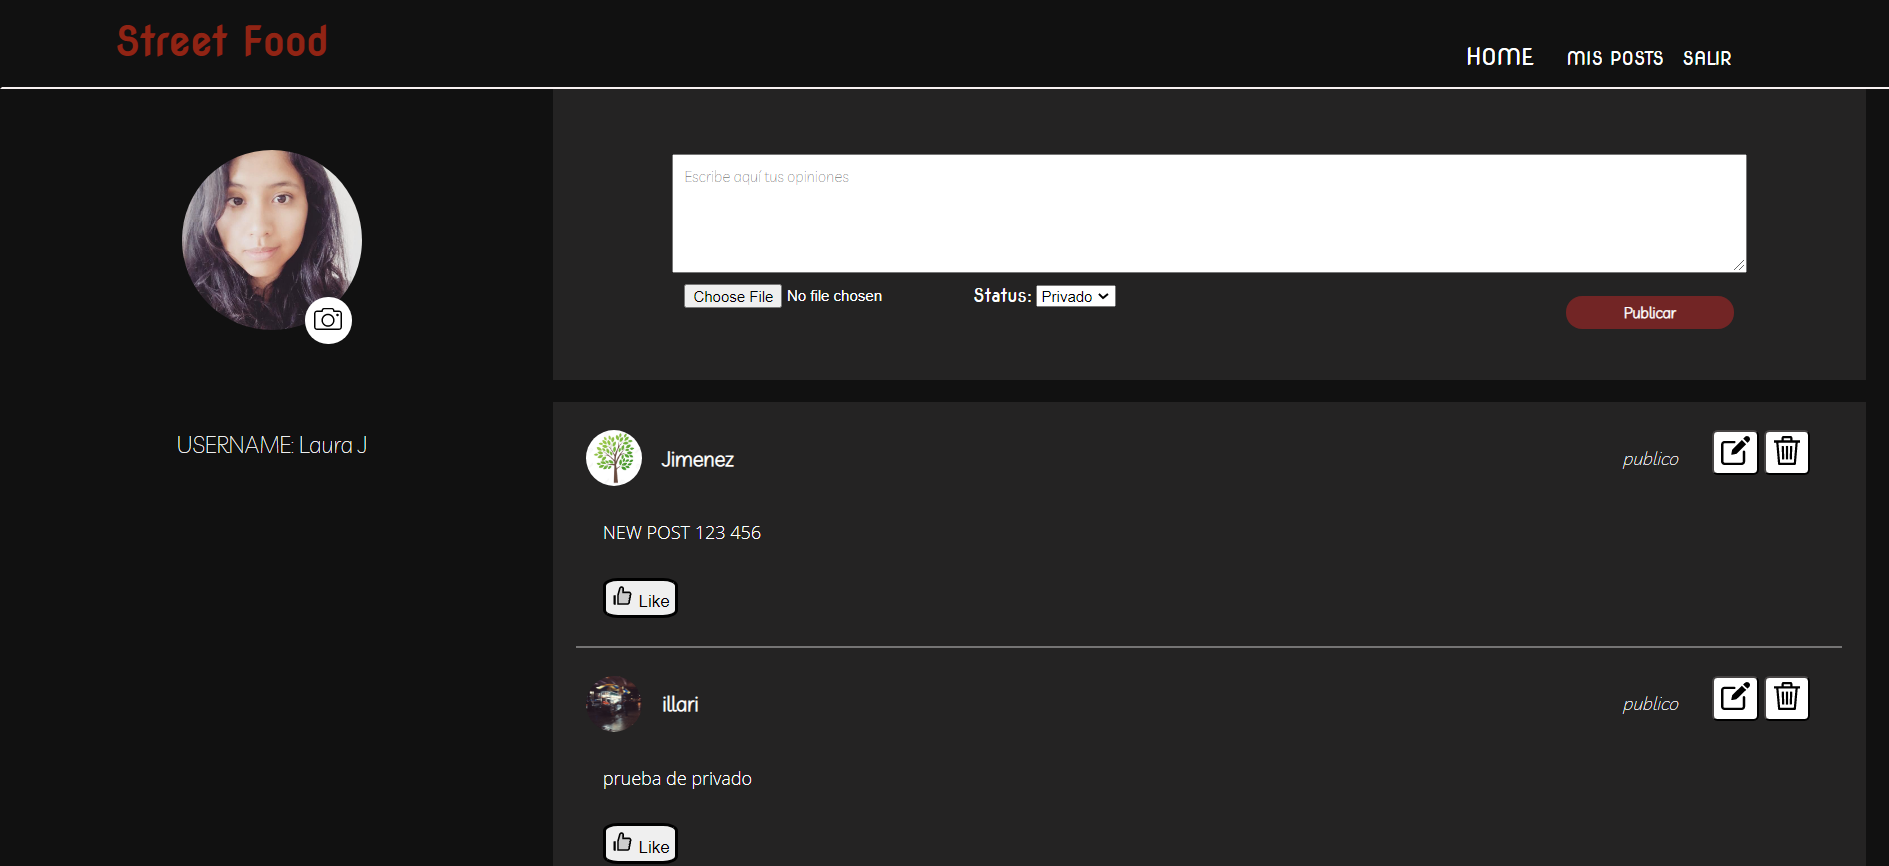 Street Food
HOME
MIS POSTS
SALIR
Escribe aquí tus opiniones
Choose File No file chosen
Status: Privado
Publicar
USERNAME: Laura J
Jimenez
publico
NEW POST 123 456
Like
illari
publico
prueba de privado
Like